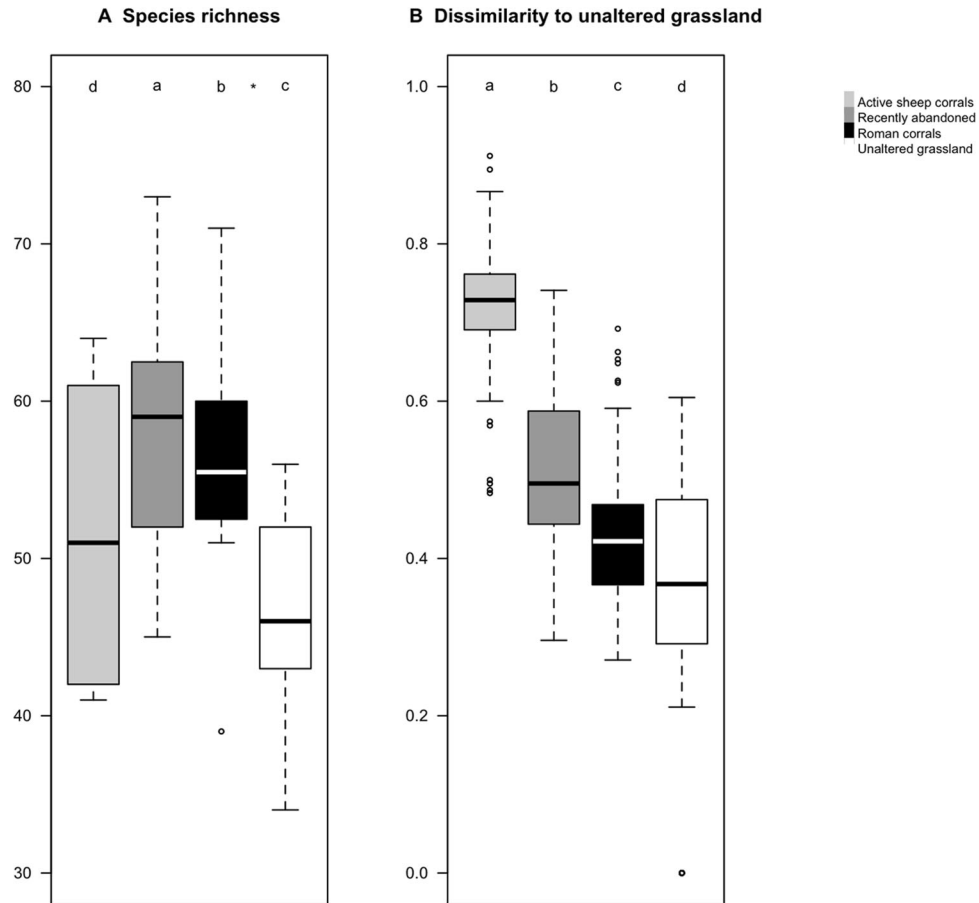 A Species richness
B Dissimilarity to unaltered grassland
80
d a b * c
70
60
50
40
30
1.0
a b c d
0.8
0.6
0.4
0.2
0.0
Active sheep corrals
Recently abandoned
Roman corrals
Unaltered grassland